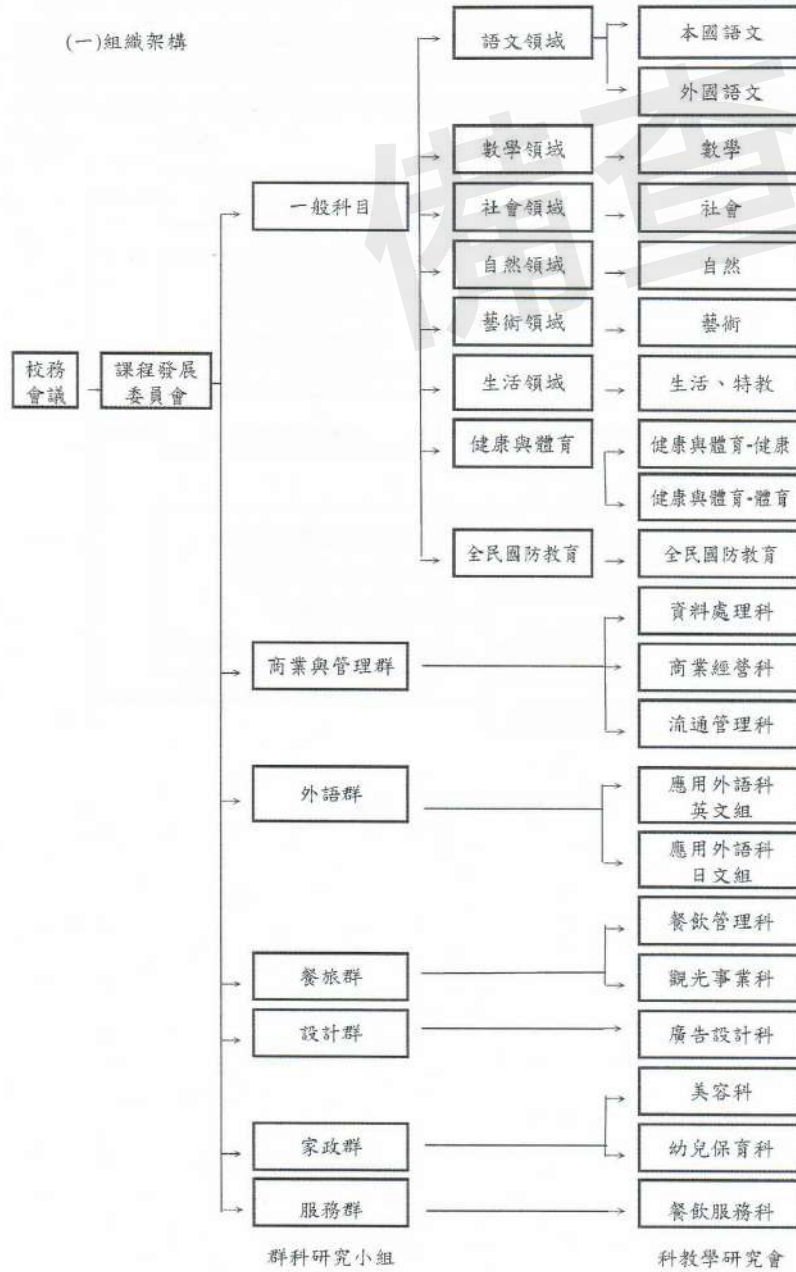 (一)組織架構
語文領域
本國語文
外國語文
數學領域
數學
一般科目
社會領域
社會
自然領域
自然
藝術領域
藝術
校務
會議
課程發展
委員會
生活領域
生活、特教
健康與體育
健康與體育-健康
健康與體育-體育
全民國防教育
全民國防教育
商業與管理群
資料處理科
商業經營科
流通管理科
外語群
應用外語科
英文組
應用外語科
日文組
餐旅群
餐飲管理科
觀光事業科
設計群
廣告設計科
家政群
美容科
幼兒保育科
服務群
餐飲服務科
群科研究小組
科教學研究會
備查